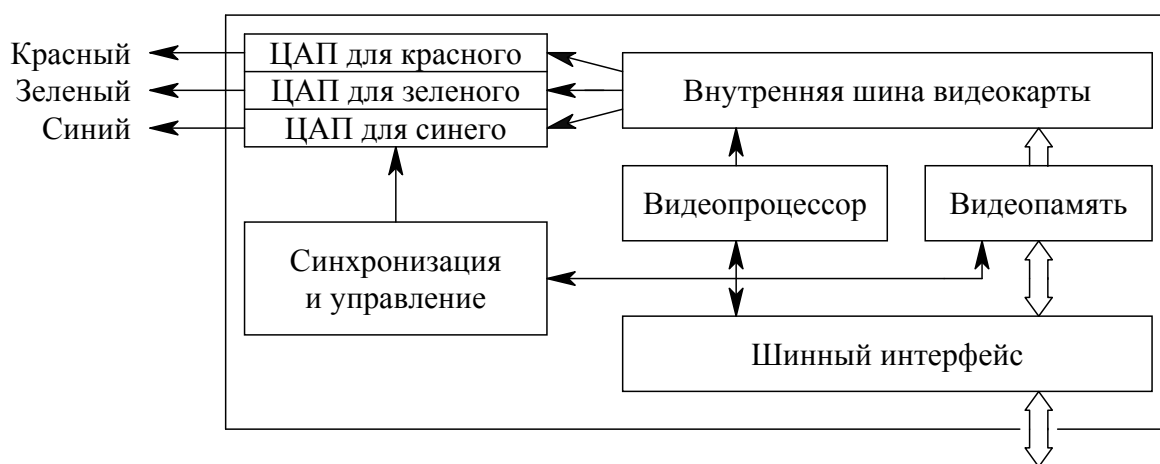 Красный
Зеленый
Синий
ЦАП для красного
ЦАП для зеленого
ЦАП для синего
Внутренняя шина видеокарты
Видеопроцессор
Видеопамять
Синхронизация
и управление
Шинный интерфейс